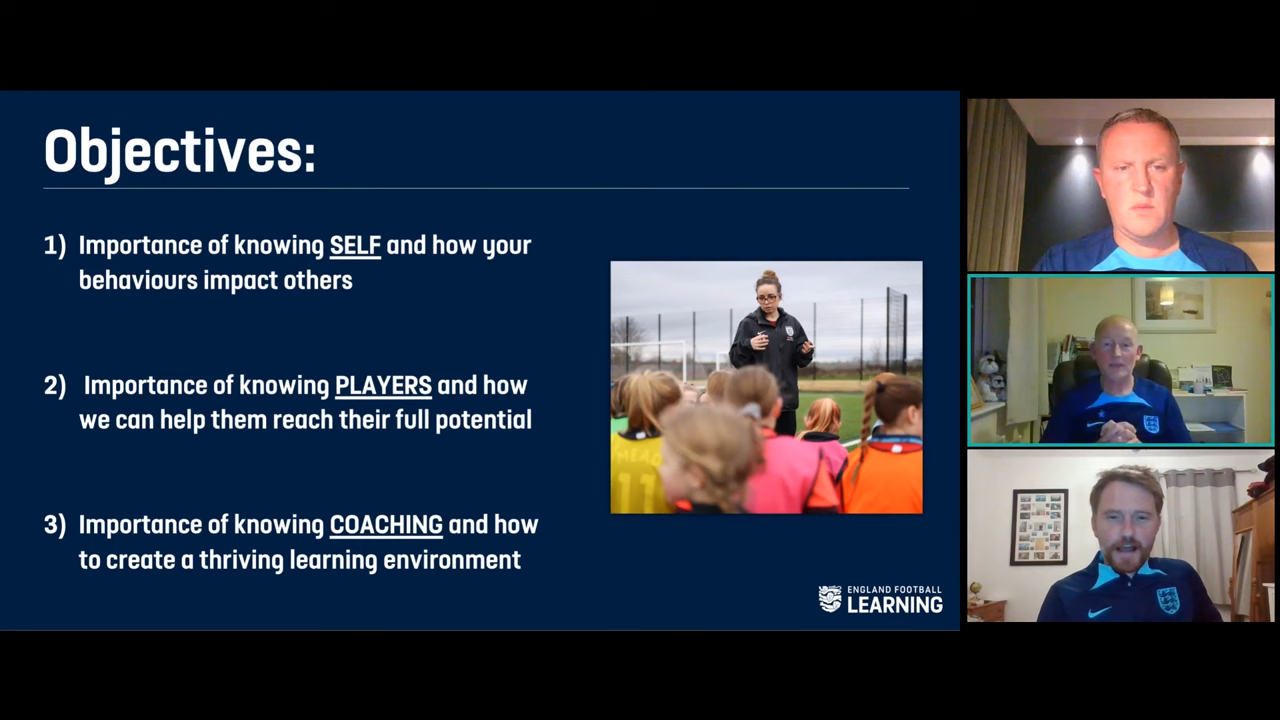 Objectives:
1) Importance of knowing SELF and how your
behaviours impact others
2) Importance of knowing PLAYERS and how
we can help them reach their full potential
3) Importance of knowing COACHING and how
to create a thriving learning environment
MEAD
11
ENGLAND FOOTBALL
LEARNING